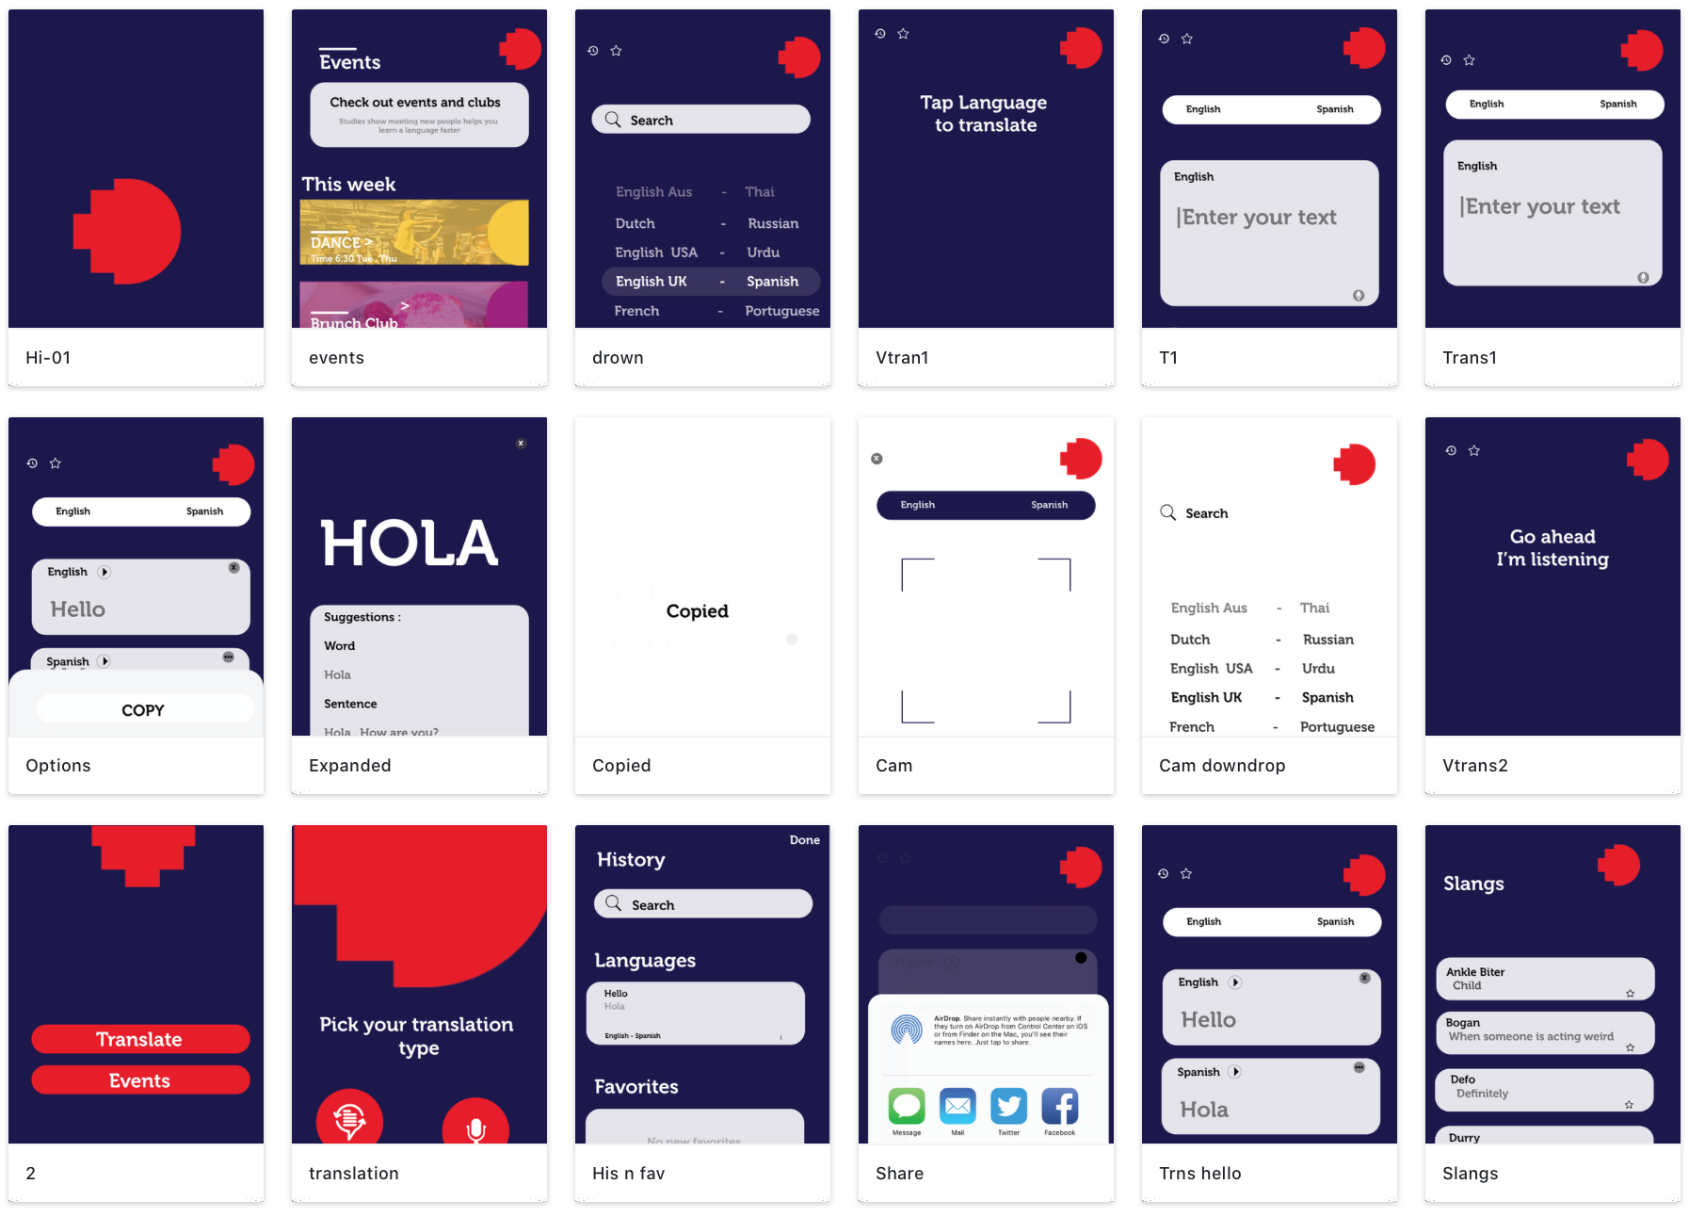 Events
Check out events and clubs
Studies show meeting new people helps you
learn a language faster
This week
DANCE >
Time 6:30 Tue , Thu
>
Brunch Club
Hi-01
events
Search
English Aus - Thai
Dutch - Russian
English USA - Urdu
English UK - Spanish
French - Portuguese
drown
Tap Language
to translate
Vtran1
English Spanish
English
Enter your text
T1
English Spanish
English
Enter your text
Trans1
English Spanish
English
x
Hello
Spanish
COPY
Options
x
HOLA
Suggestions :
Word
Hola
Sentence
Hola , How are you?
Expanded
Hello
Copied
Copied
x
English Spanish
Cam
Search
English Aus - Thai
Dutch - Russian
English USA - Urdu
English UK - Spanish
French - Portuguese
Cam downdrop
Go ahead
I'm listening
Vtrans2
Translate
Events
2
Pick your translation
type
translation
Done
History
Search
Languages
Hello
Hola
English - Spanish
Favorites
No new favorites
His n fav
English
AirDrop. Share instantly with people nearby. If
they turn on AirDrop from Control Center on iOS
or from Finder on the Mac, you'll see their
names here. Just tap to share.
Message Mail Twitter Facebook
Share
English Spanish
English
x
Hello
Spanish
Hola
Trns hello
Slangs
Ankle Biter
Child
Bogan
When someone is acting weird
Defo
Definitely
Durry
Slangs